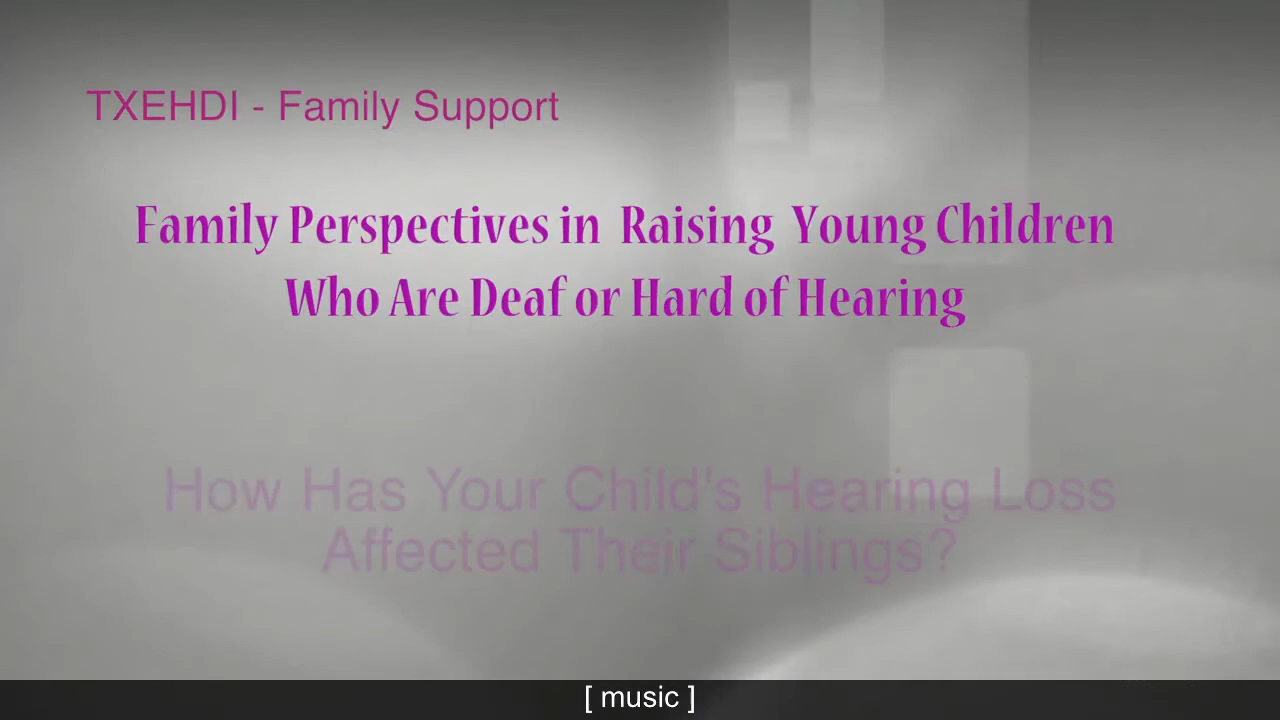 TXEHDI - Family Support
Family Perspectives in Raising Young Children
Who Are Deaf or Hard of Hearing
How Has Your Child's Hearing Loss
Affected Their Siblings?
[ music ]